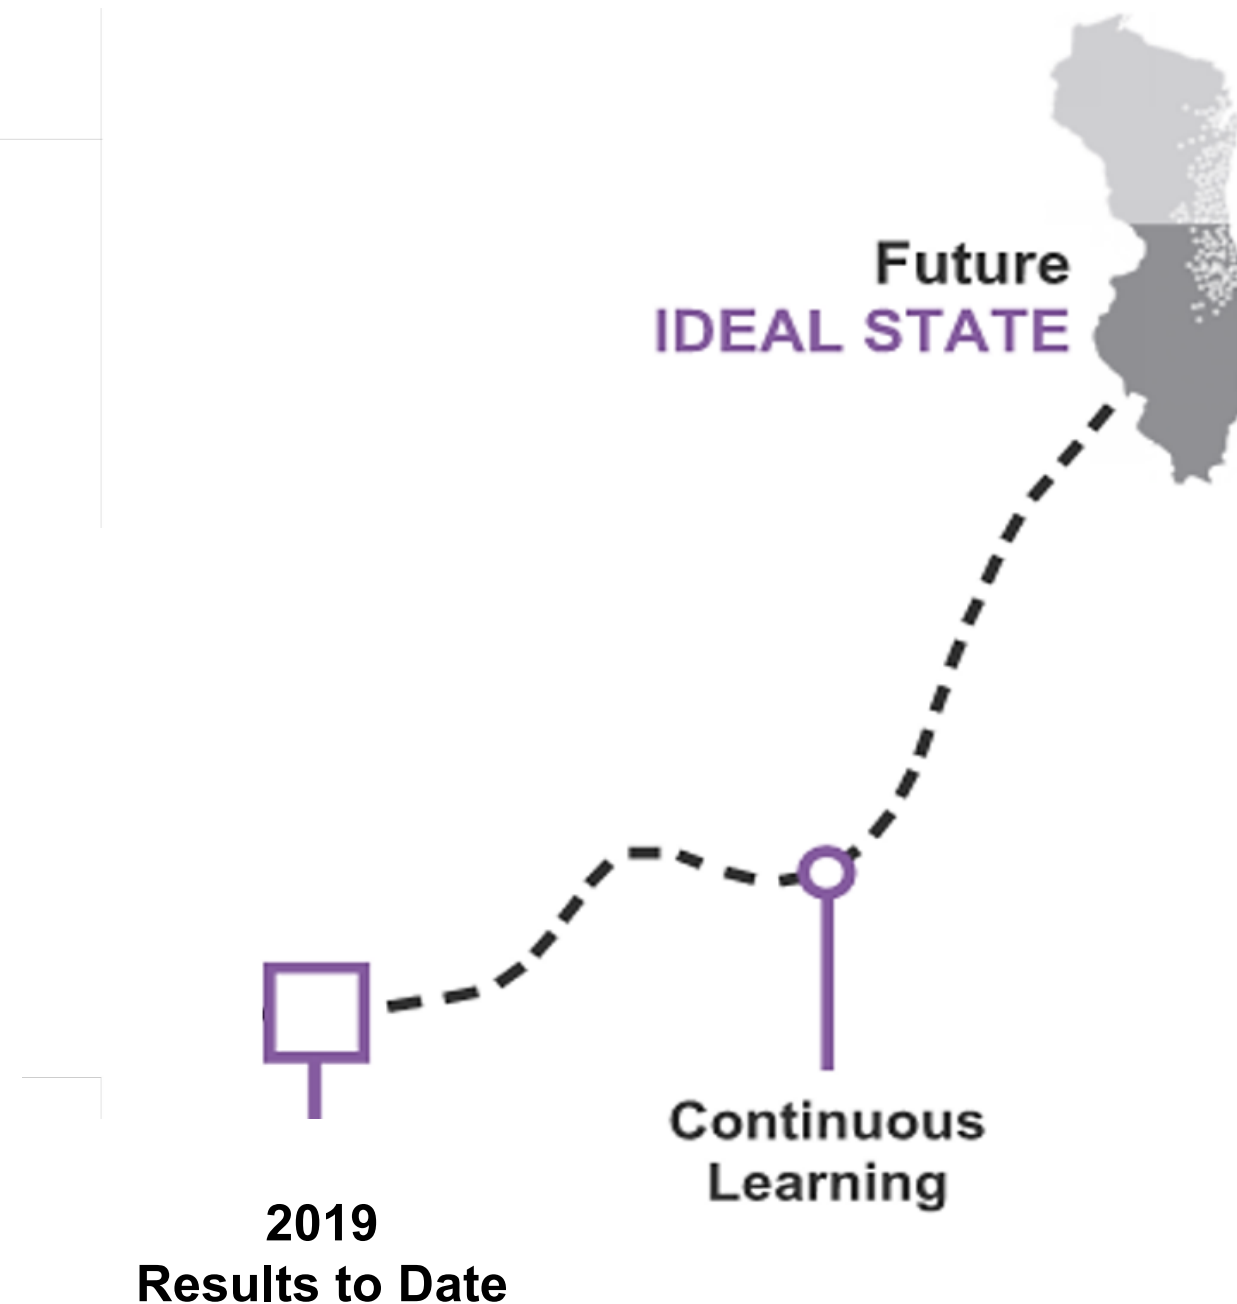 Future
IDEAL STATE
Continuous
Learning
2019
Results to Date